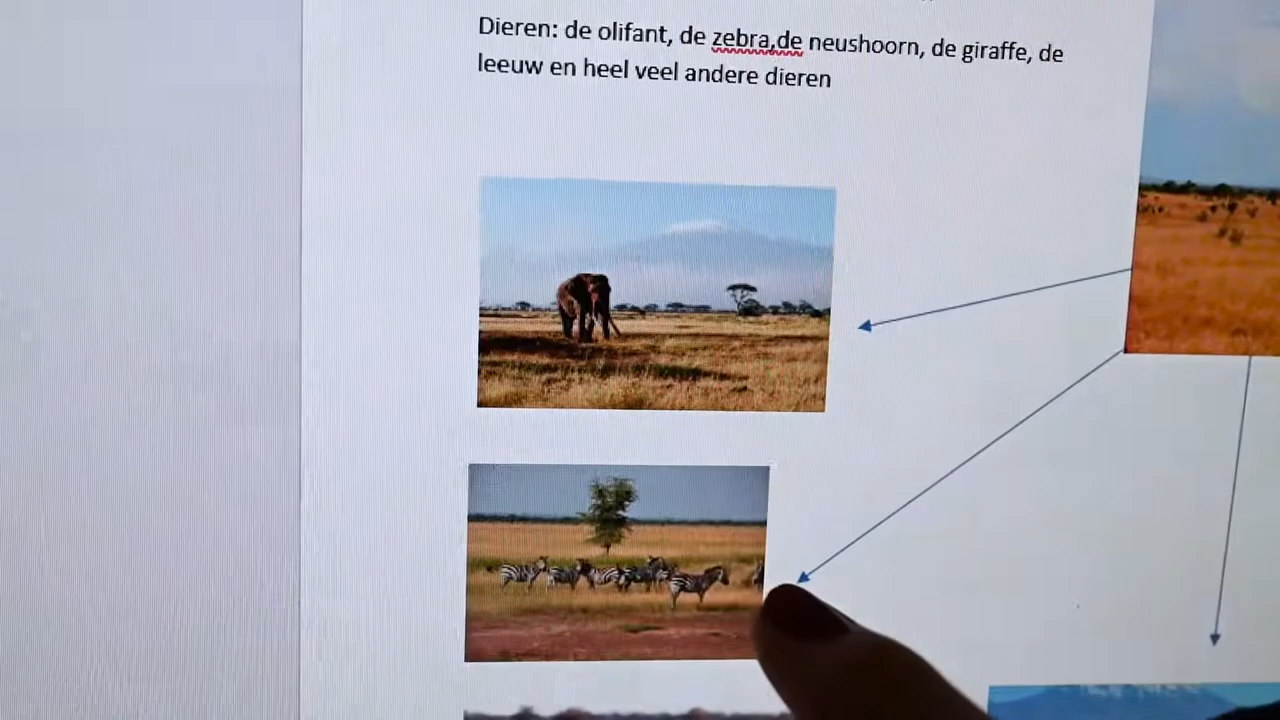 Dieren: de olifant, de zebra,de neushoorn, de giraffe, de
leeuw en heel veel andere dieren